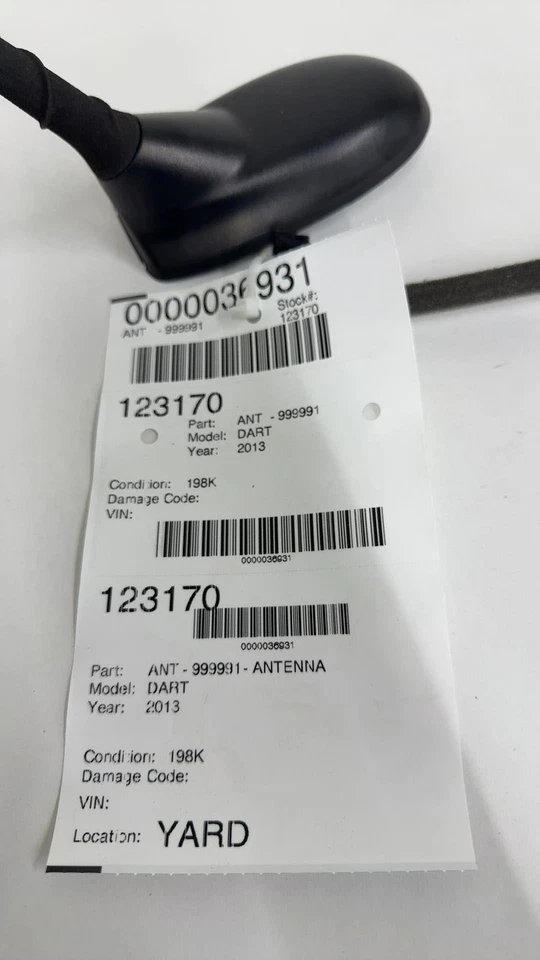 0000036931
Stock#:
ANT - 999991
123170
123170
Part: ANT - 999991
Model: DART
Year: 2013
Condition: 198K
Damage Code:
VIN:
0000036931
123170
0000036931
Part: ANT - 999991 - ANTENNA
Model: DART
Year: 2013
Condition: 198K
Damage Code:
VIN:
Location: YARD